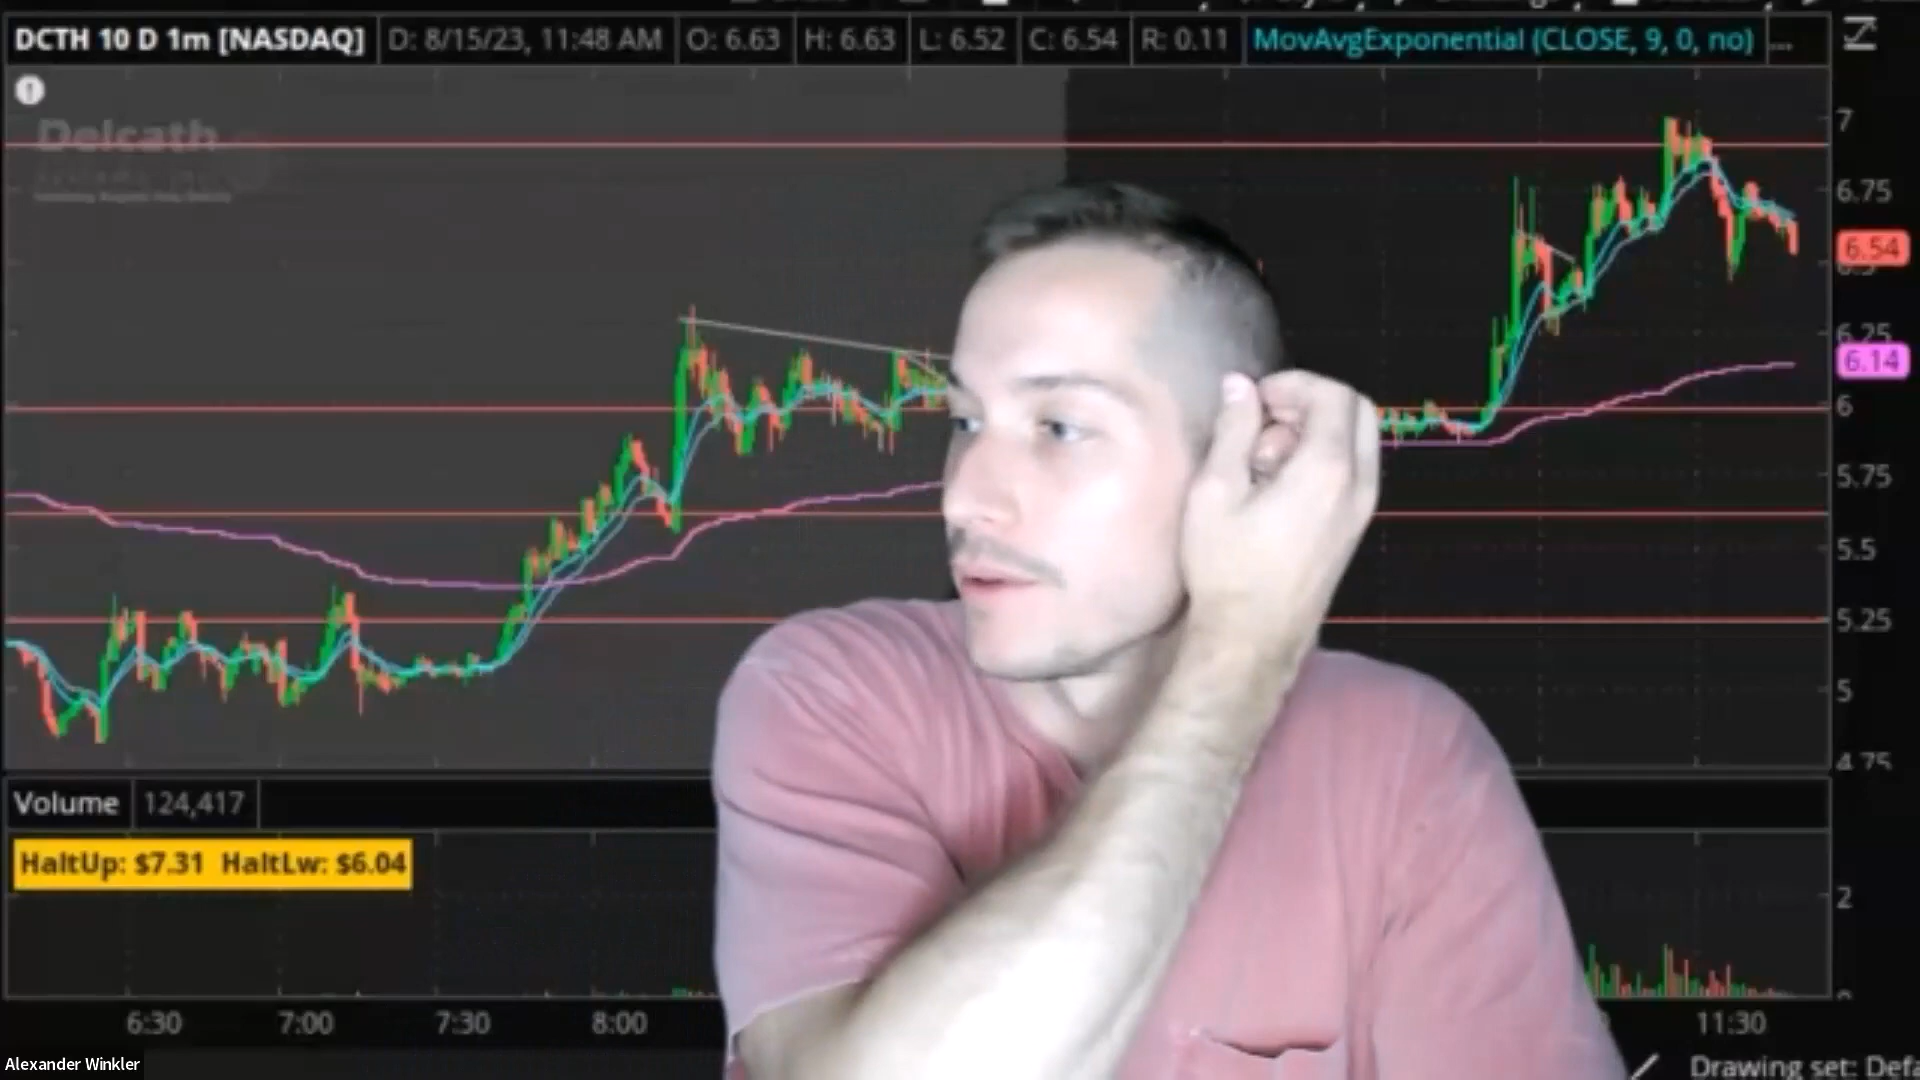 DCTH 10 D 1m [NASDAQ] D: 8/15/23, 11:48 AM O: 6.63 H: 6.63 L: 6.52 C: 6.54 R: 0.11 MovAvgExponential (CLOSE, 9, 0, no) ...
Delcath
7
6.75
6.54
6.25
6.14
6
5.75
5.5
5.25
5
4.75
Volume 124,417
HaltUp: $7.31 HaltLw: $6.04
2
6:30 7:00 7:30 8:00 11:30
Alexander Winkler
Drawing set: